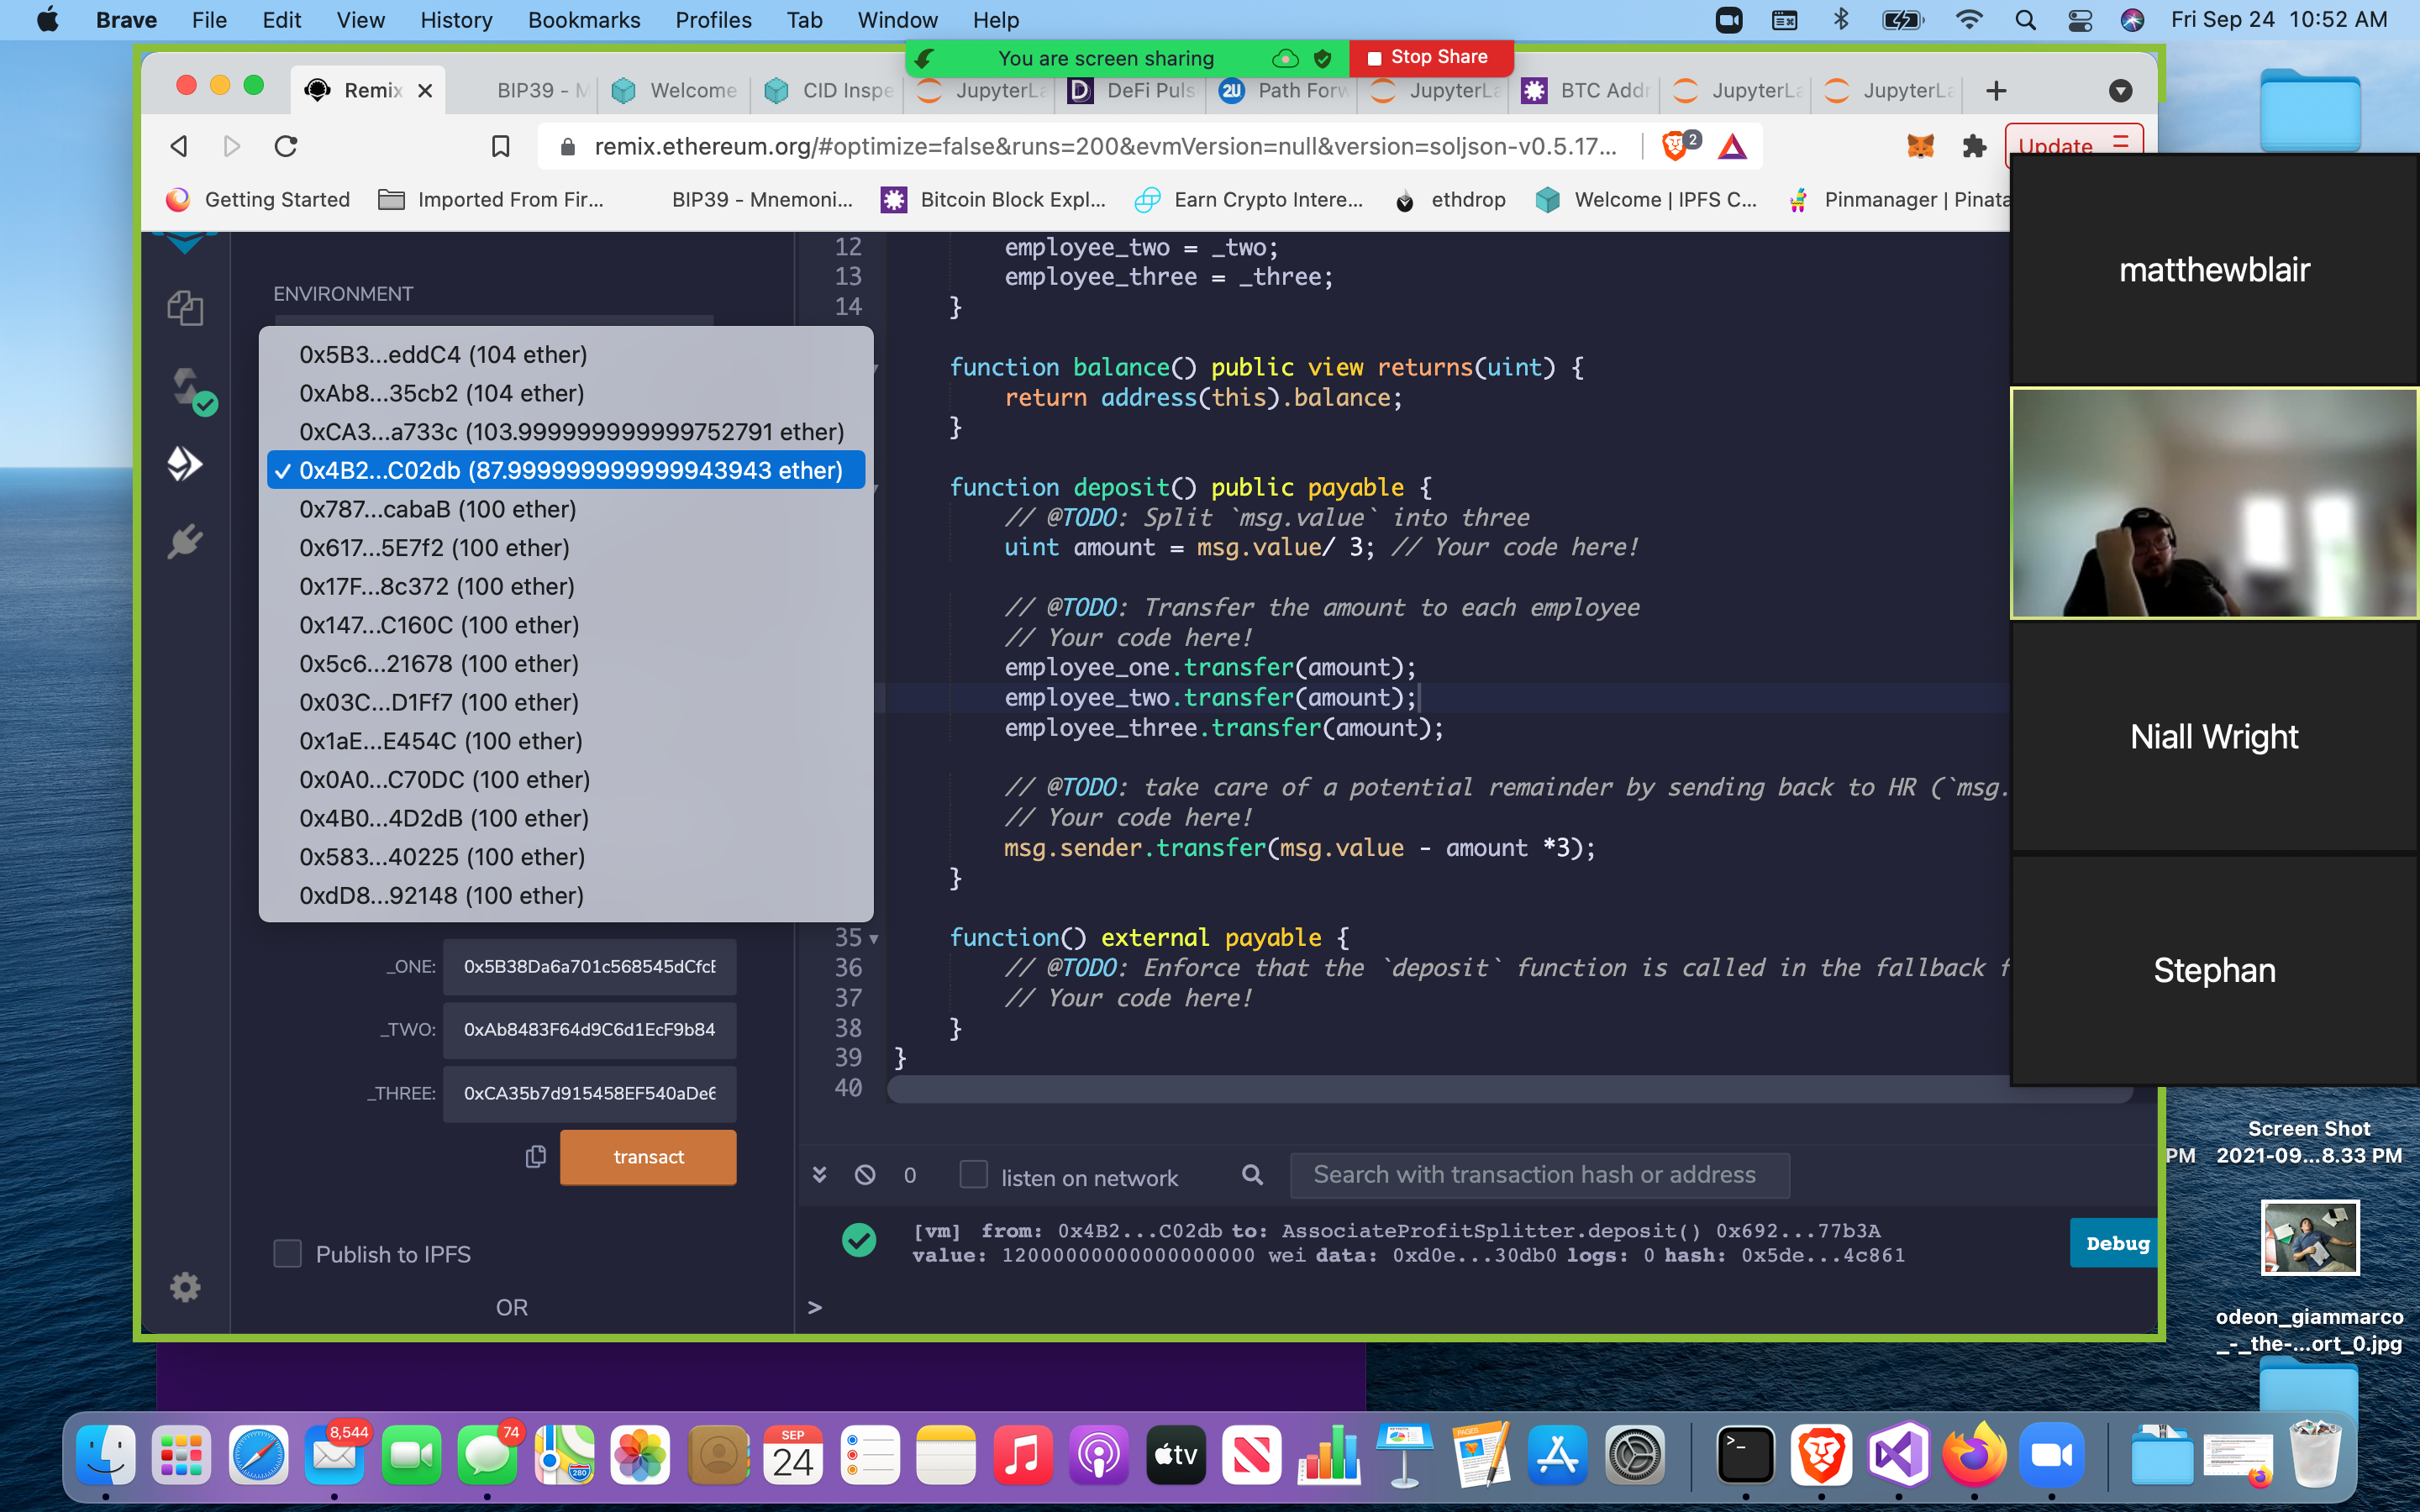 Brave File Edit View History Bookmarks Profiles Tab Window Help
Fri Sep 24 10:52 AM
You are screen sharing
Stop Share
Remix
BIP39 - M
Welcome
CID Inspe
JupyterLa
DeFi Puls
2U
Path Forw
JupyterLa
BTC Addr
JupyterLa
JupyterLa
remix.ethereum.org/#optimize=false&runs=200&evmVersion=null&version=soljson-v0.5.17...
2
Update
Getting Started
Imported From Fir...
BIP39 - Mnemoni...
Bitcoin Block Expl...
Earn Crypto Intere...
ethdrop
Welcome | IPFS C...
Pinmanager | Pinata
ENVIRONMENT
0x5B3...eddC4 (104 ether)
0xAb8...35cb2 (104 ether)
0xCA3...a733c (103.999999999999752791 ether)
✓ 0x4B2...C02db (87.999999999999943943 ether)
0x787...cabaB (100 ether)
0x617...5E7f2 (100 ether)
0x17F...8c372 (100 ether)
0x147...C160C (100 ether)
0x5c6...21678 (100 ether)
0x03C...D1Ff7 (100 ether)
0x1aE...E454C (100 ether)
0x0A0...C70DC (100 ether)
0x4B0...4D2dB (100 ether)
0x583...40225 (100 ether)
0xdD8...92148 (100 ether)
_ONE: 0x5B38Da6a701c568545dCfcE
_TWO: 0xAb8483F64d9C6d1EcF9b84
_THREE: 0xCA35b7d915458EF540aDe6
transact
Publish to IPFS
OR
12 employee_two = _two;
13 employee_three = _three;
14 }
function balance() public view returns(uint) {
return address(this).balance;
}
function deposit() public payable {
// @TODO: Split `msg.value` into three
uint amount = msg.value/ 3; // Your code here!
// @TODO: Transfer the amount to each employee
// Your code here!
employee_one.transfer(amount);
employee_two.transfer(amount);
employee_three.transfer(amount);
// @TODO: take care of a potential remainder by sending back to HR (`msg.
// Your code here!
msg.sender.transfer(msg.value - amount *3);
}
35 function() external payable {
36 // @TODO: Enforce that the `deposit` function is called in the fallback f
37 // Your code here!
38 }
39 }
40
0 listen on network Search with transaction hash or address
[vm] from: 0x4B2...C02db to: AssociateProfitSplitter.deposit() 0x692...77b3A
value: 12000000000000000000 wei data: 0xd0e...30db0 logs: 0 hash: 0x5de...4c861
Debug
>
matthewblair
Niall Wright
Stephan
Screen Shot
PM 2021-09...8.33 PM
odeon_giammarco
_-_the-...ort_0.jpg
8,544
74
280
SEP
24
tv
PAGES
>_